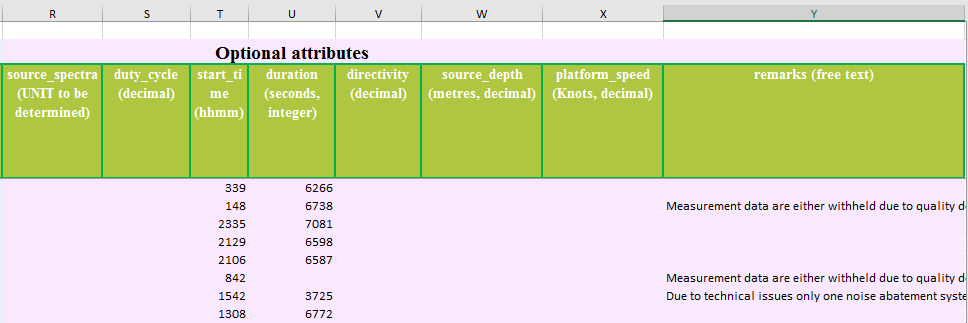 R S T U V W X Y
Optional attributes
source_spectra (UNIT to be determined) duty_cycle (decimal) start_ti me (hhmm) duration (seconds, integer) directivity (decimal) source_depth (metres, decimal) platform_speed (Knots, decimal) remarks (free text)
339 6266
148 6738 Measurement data are either withheld due to quality d
2335 7081
2129 6598
2106 6587
842 Measurement data are either withheld due to quality d
1542 3725 Due to technical issues only one noise abatement syste
1308 6772